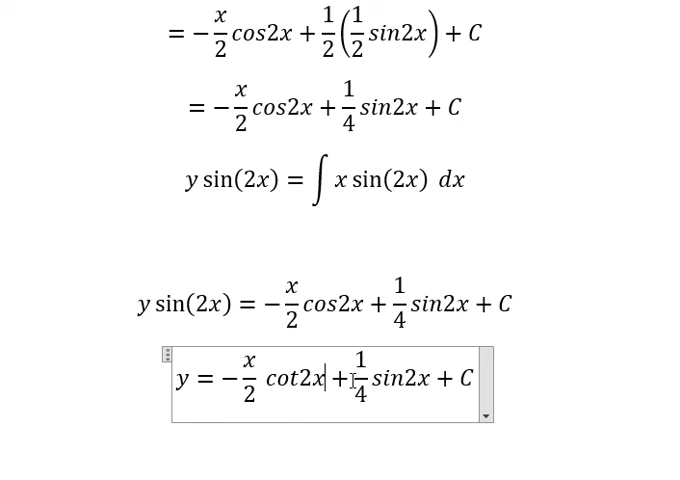 = −x/2 cos2x + 1/2 (1/2 sin2x) + C
= −x/2 cos2x + 1/4 sin2x + C
y sin(2x) = ∫ x sin(2x) dx
y sin(2x) = −x/2 cos2x + 1/4 sin2x + C
y = −x/2 cot2x + 1/4 sin2x + C